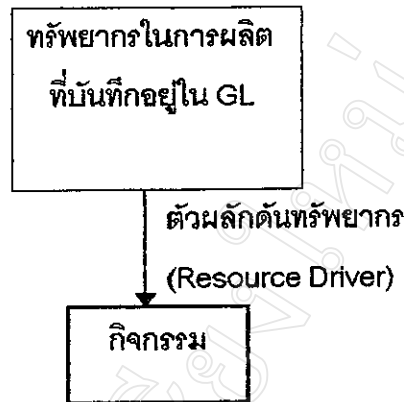 ทรัพยากรในการผลิต
ที่บันทึกอยู่ใน GL
ตัวผลักดันทรัพยากร
(Resource Driver)
กิจกรรม